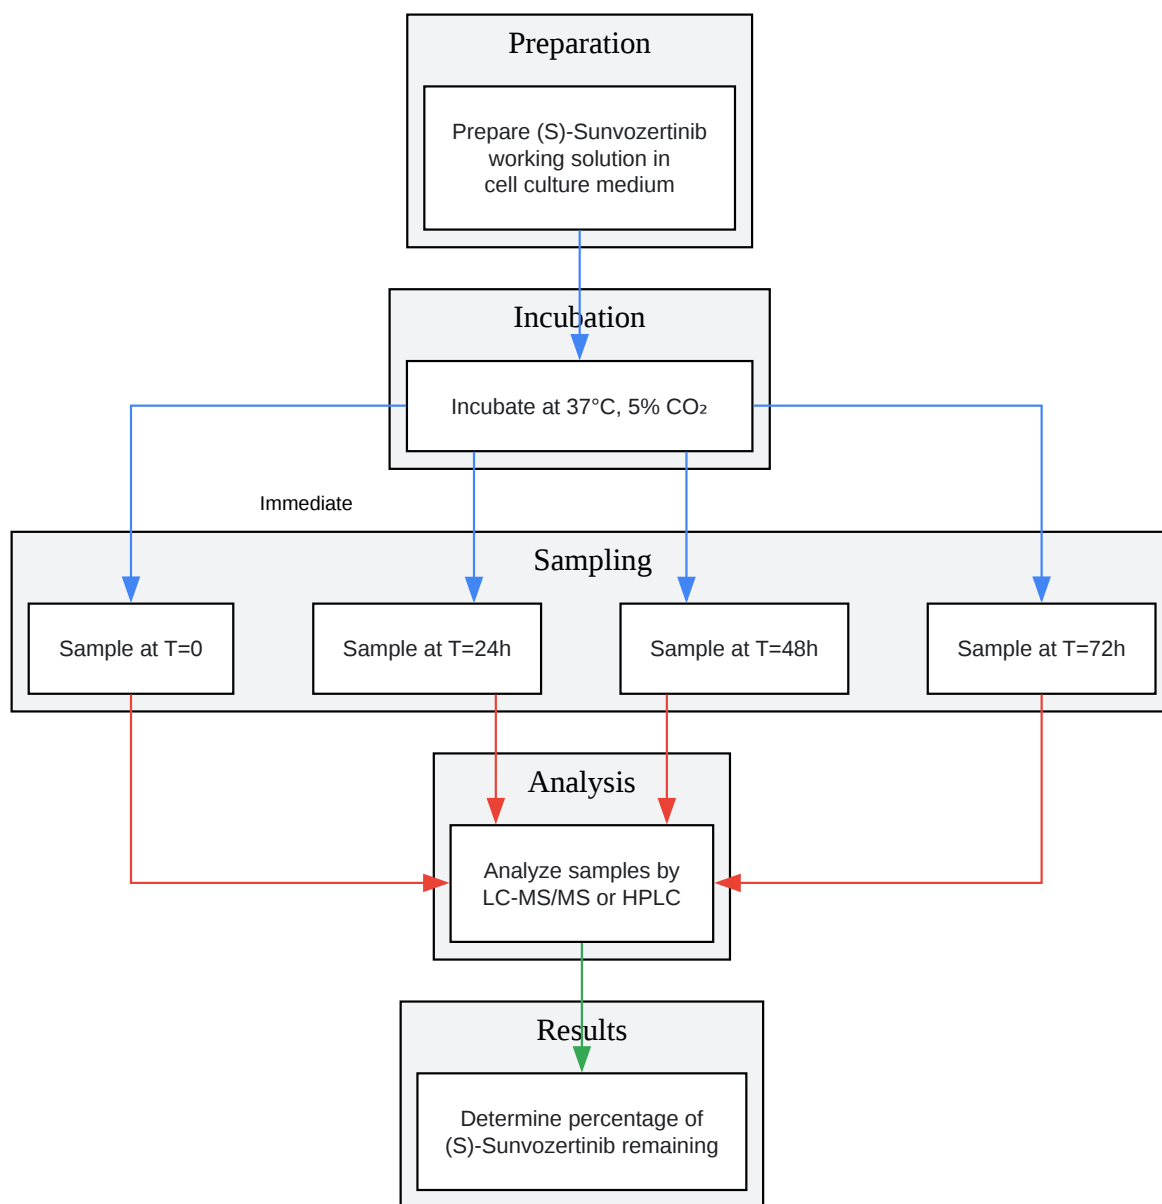 Preparation
Prepare (S)-Sunvozertinib
working solution in
cell culture medium
Incubation
Incubate at 37°C, 5% CO₂
Immediate
Sampling
Sample at T=0
Sample at T=24h
Sample at T=48h
Sample at T=72h
Analysis
Analyze samples by
LC-MS/MS or HPLC
Results
Determine percentage of
(S)-Sunvozertinib remaining